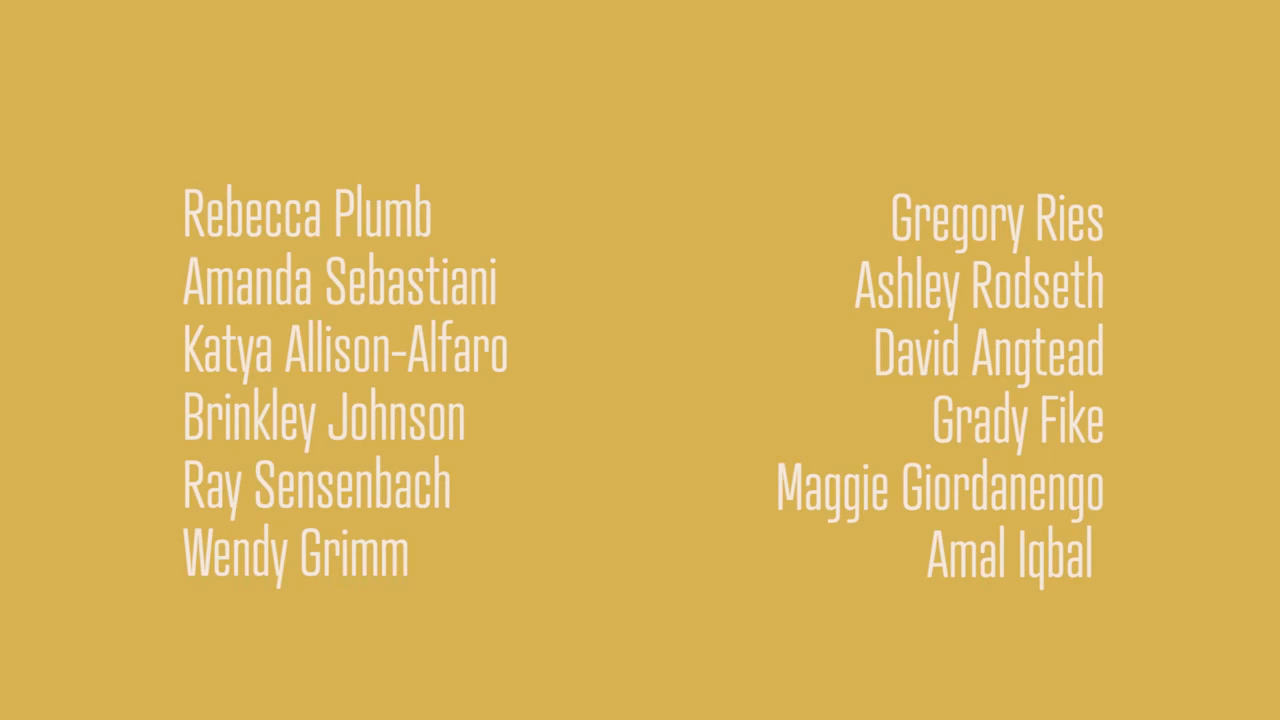 Rebecca Plumb
Amanda Sebastiani
Katya Allison-Alfaro
Brinkley Johnson
Ray Sensenbach
Wendy Grimm
Gregory Ries
Ashley Rodseth
David Angtead
Grady Fike
Maggie Giordanengo
Amal Iqbal